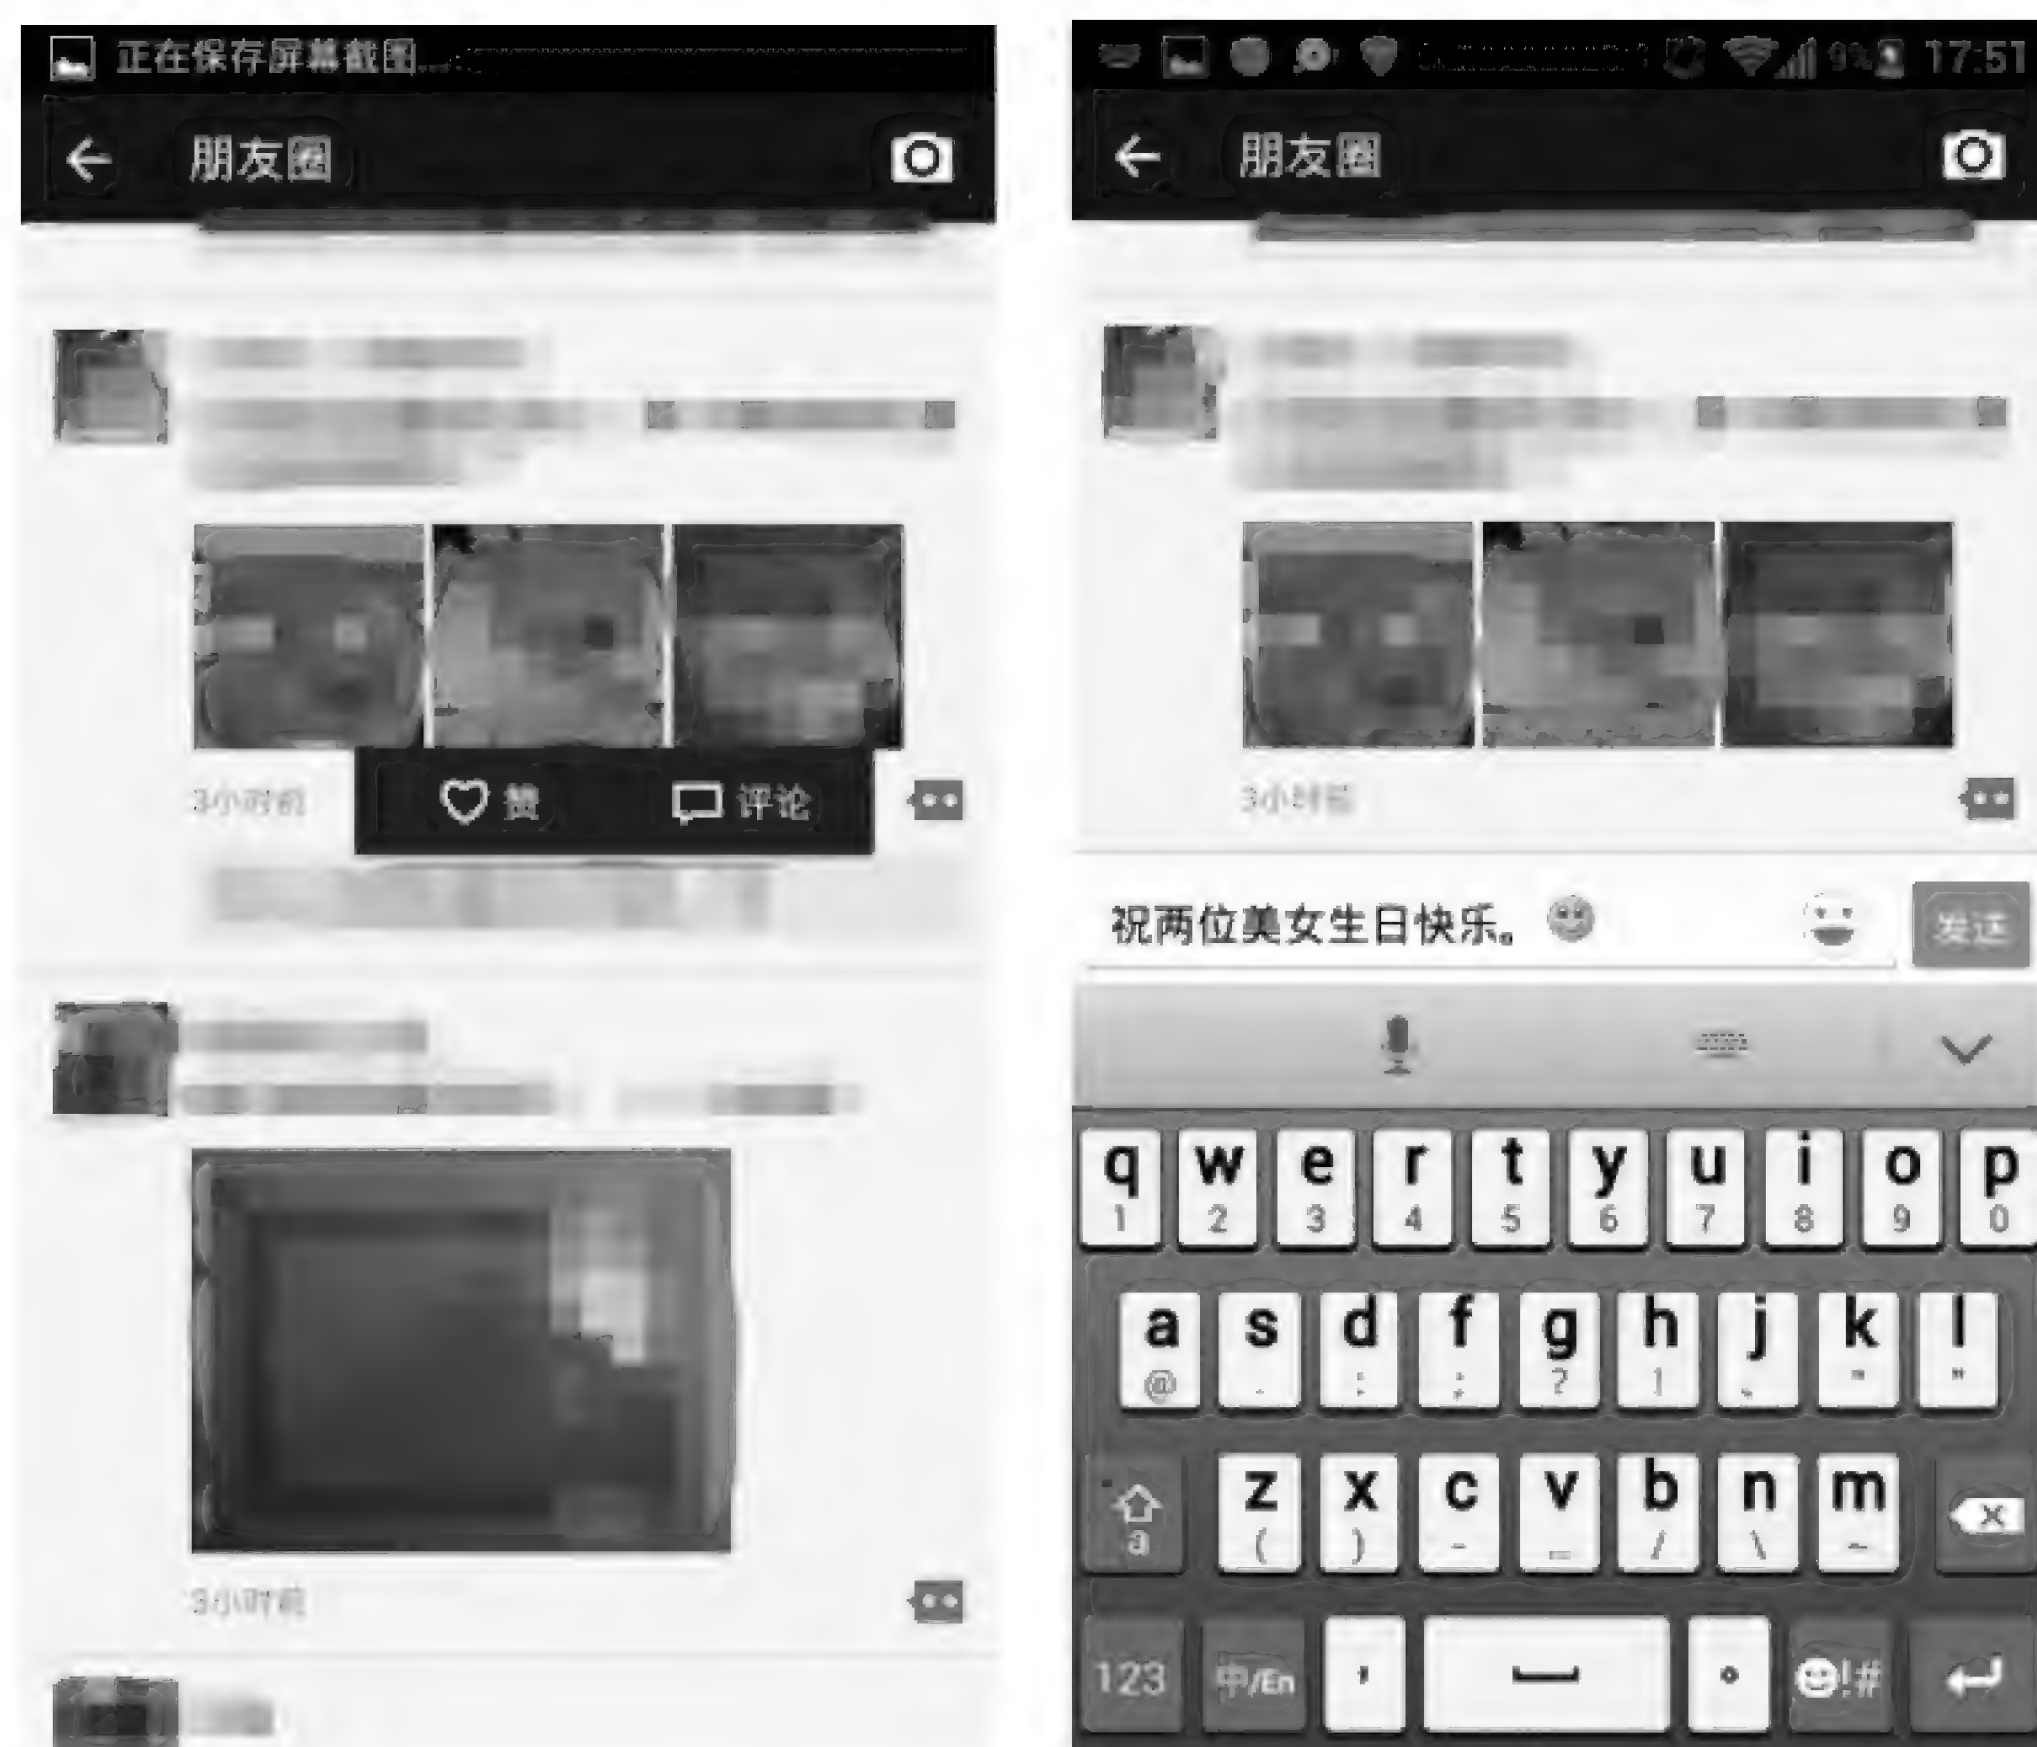 正在保存屏幕截图...
朋友圈
3小时前
赞
评论
3小时前
9% 17:51
朋友圈
3小时前
祝两位美女生日快乐。
发送
q w e r t y u i o p
1 2 3 4 5 6 7 8 9 0
a s d f g h j k l
@ . : ; ? ! 、 " "
z x c v b n m
a ( ) - _ / \ ~
123 中/En , 。 !#